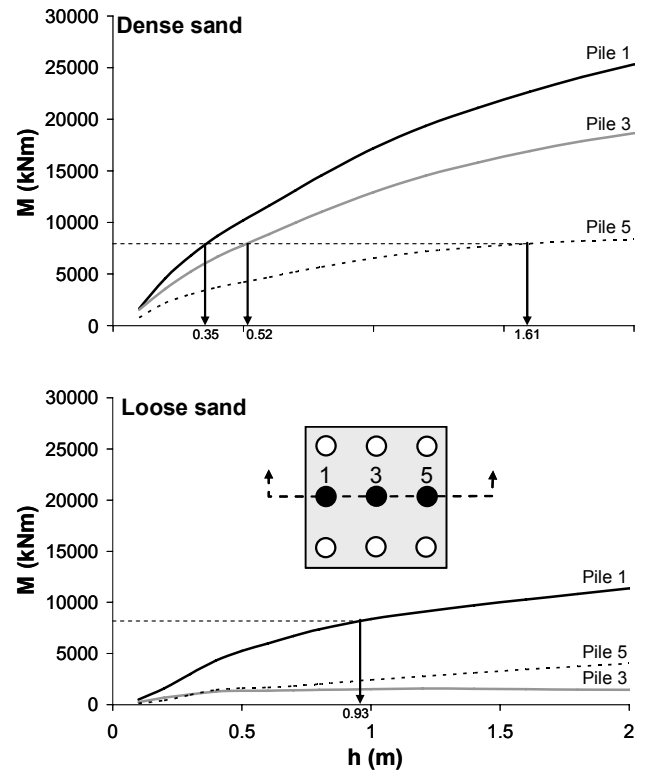 Dense sand
M (kNm)
30000
25000
20000
15000
10000
5000
0
Pile 1
Pile 3
Pile 5
0.35
0.52
1.61
Loose sand
M (kNm)
30000
25000
20000
15000
10000
5000
0
1 3 5
Pile 1
Pile 5
Pile 3
0.93
0 0.5 1 1.5 2
h (m)